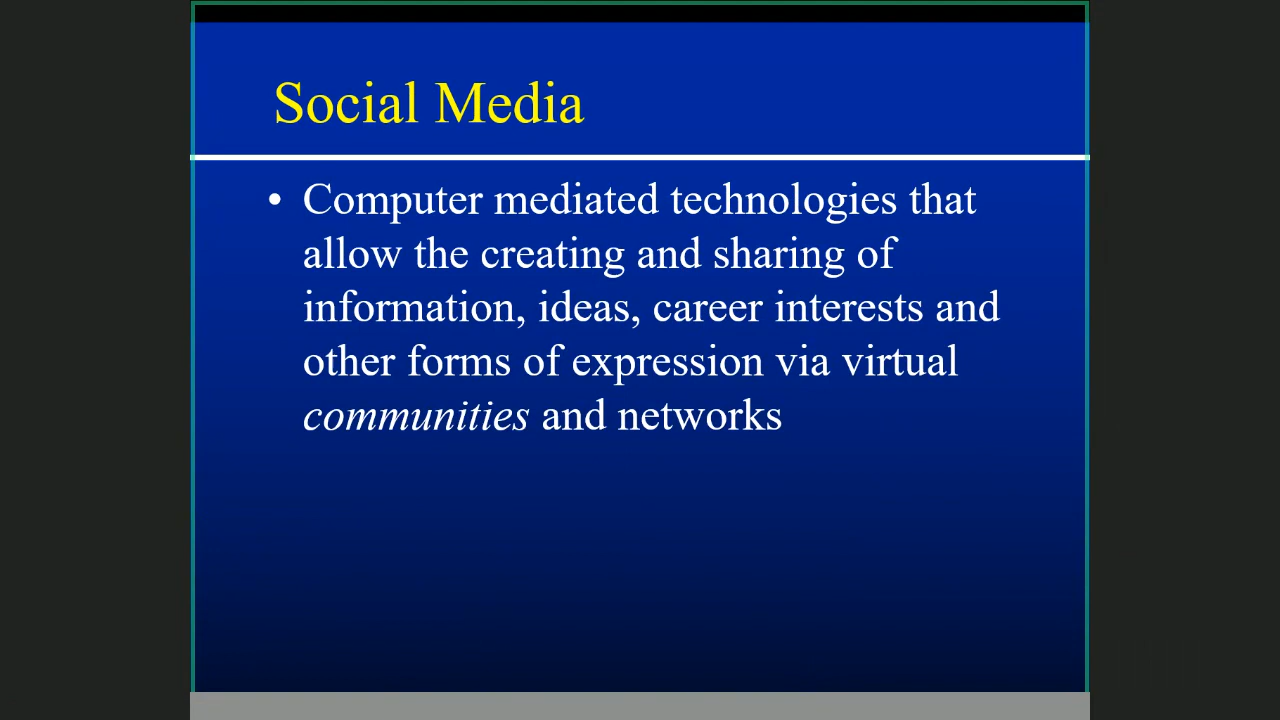 Social Media
• Computer mediated technologies that
allow the creating and sharing of
information, ideas, career interests and
other forms of expression via virtual
communities and networks